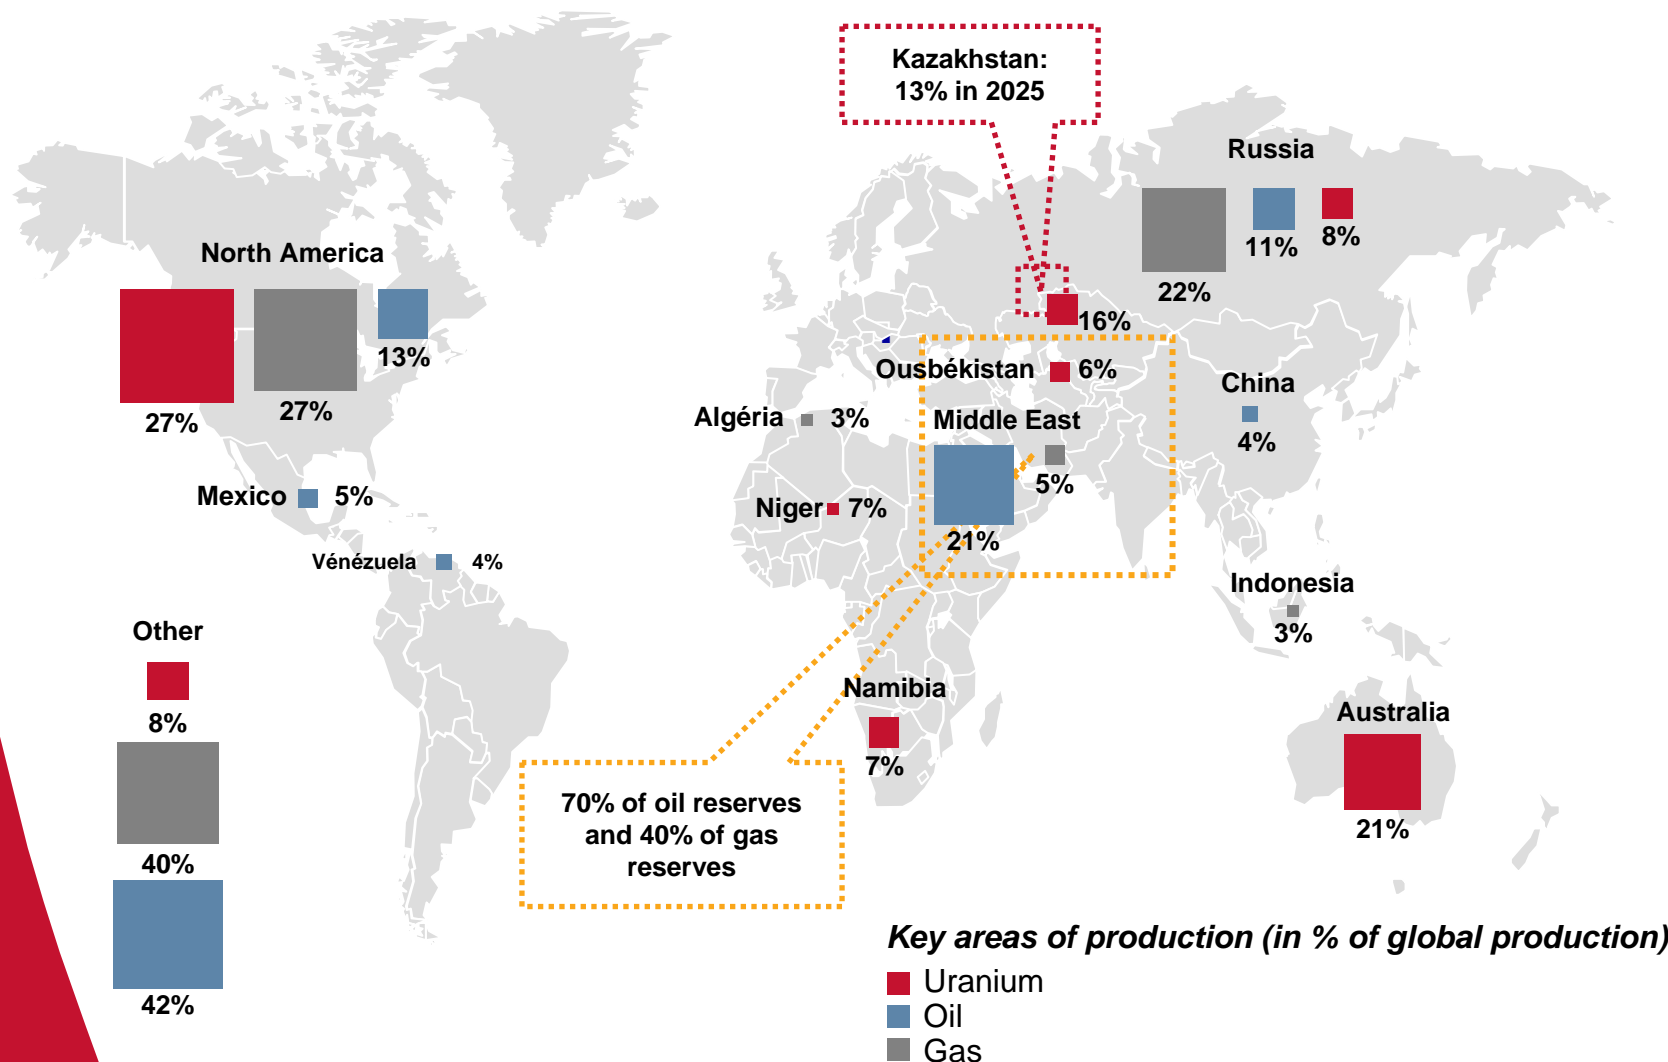 Kazakhstan:
13% in 2025
Russia
22%
11%
8%
North America
27%
27%
13%
16%
Ousbékistan
6%
China
4%
Algéria
3%
Middle East
21%
5%
Mexico
5%
Niger
7%
Vénézuela
4%
Indonesia
3%
Other
8%
40%
42%
Namibia
7%
Australia
21%
70% of oil reserves
and 40% of gas
reserves
Key areas of production (in % of global production)
Uranium
Oil
Gas